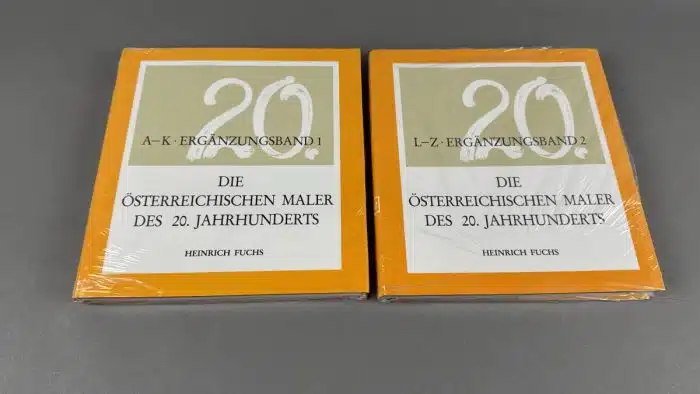 20.
A–K · ERGÄNZUNGSBAND 1
DIE
ÖSTERREICHISCHEN MALER
DES 20. JAHRHUNDERTS
HEINRICH FUCHS
20.
L–Z · ERGÄNZUNGSBAND 2
DIE
ÖSTERREICHISCHEN MALER
DES 20. JAHRHUNDERTS
HEINRICH FUCHS